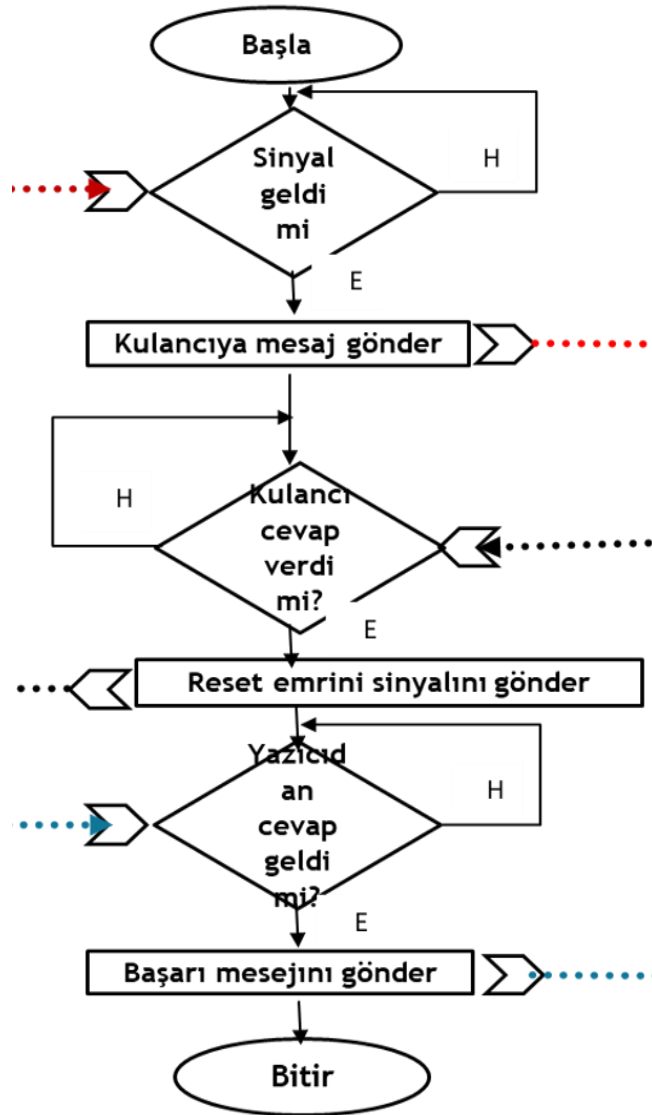 Başla
Sinyal
geldi
mi
H
E
Kulancıya mesaj gönder
Kulancı
cevap
verdi
mi?
H
E
Reset emrini sinyalını gönder
Yazıcıd
an
cevap
geldi
mi?
H
E
Başarı mesejını gönder
Bitir